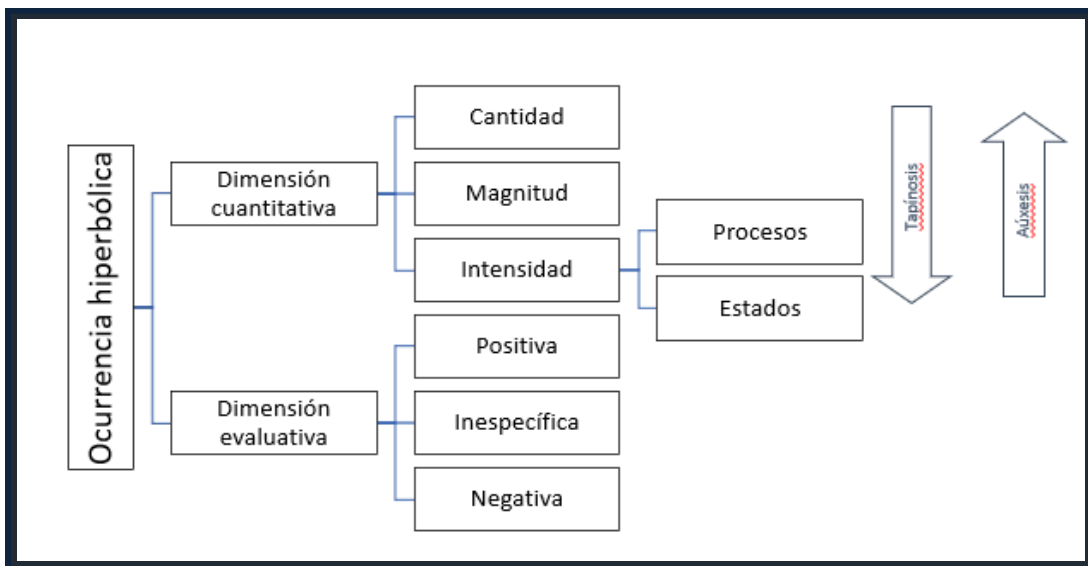 Ocurrencia hiperbólica
Dimensión
cuantitativa
Cantidad
Magnitud
Intensidad
Procesos
Estados
Dimensión
evaluativa
Positiva
Inespecífica
Negativa
Tapínosis
Aúxesis